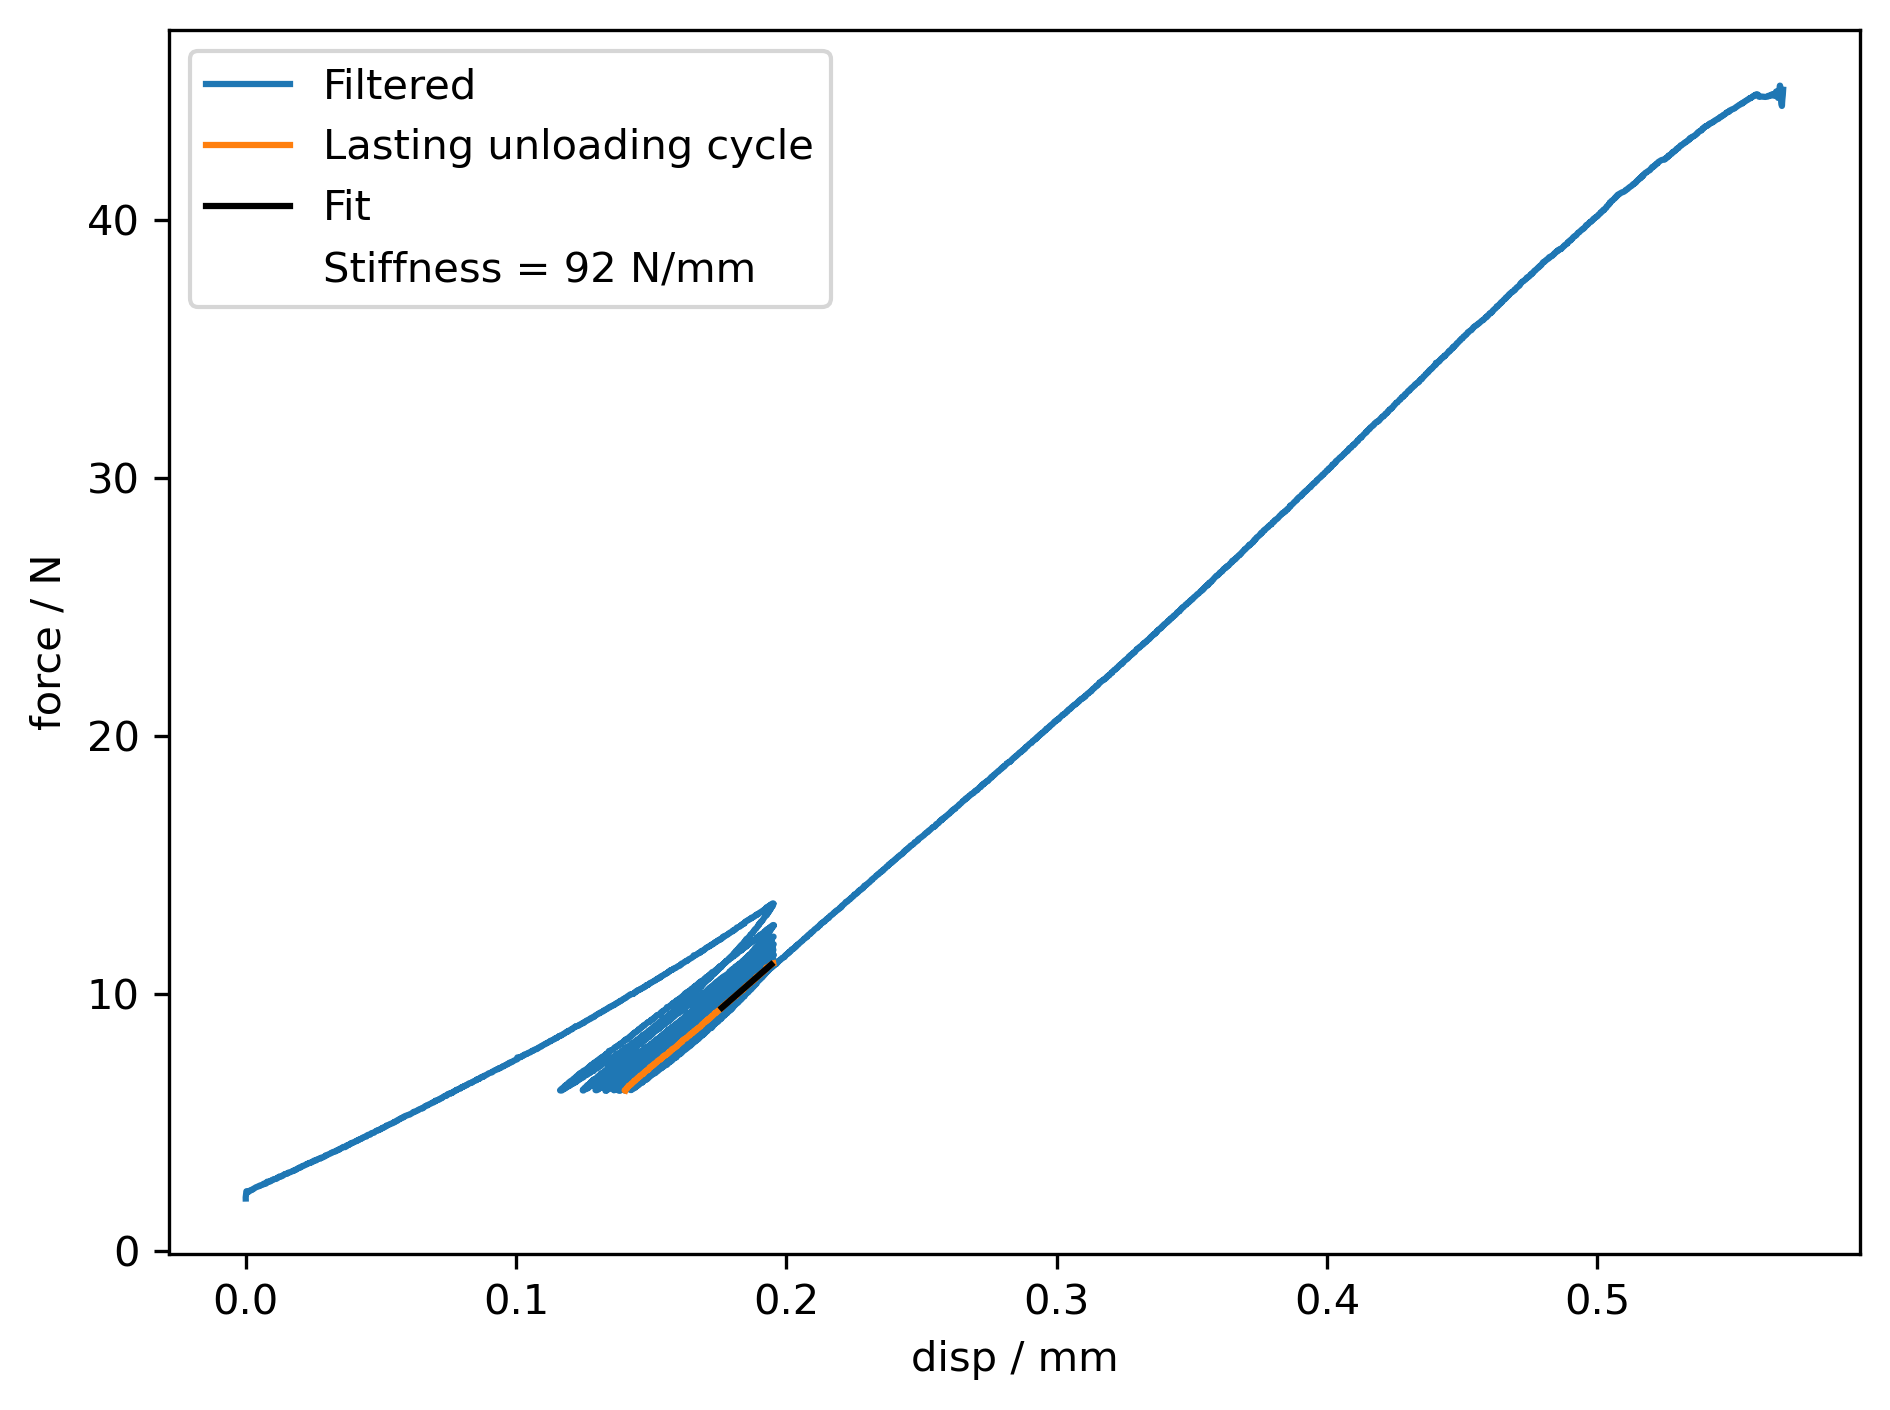 Filtered
Lasting unloading cycle
Fit
Stiffness = 92 N/mm
force / N
40
30
20
10
0
0.0 0.1 0.2 0.3 0.4 0.5
disp / mm